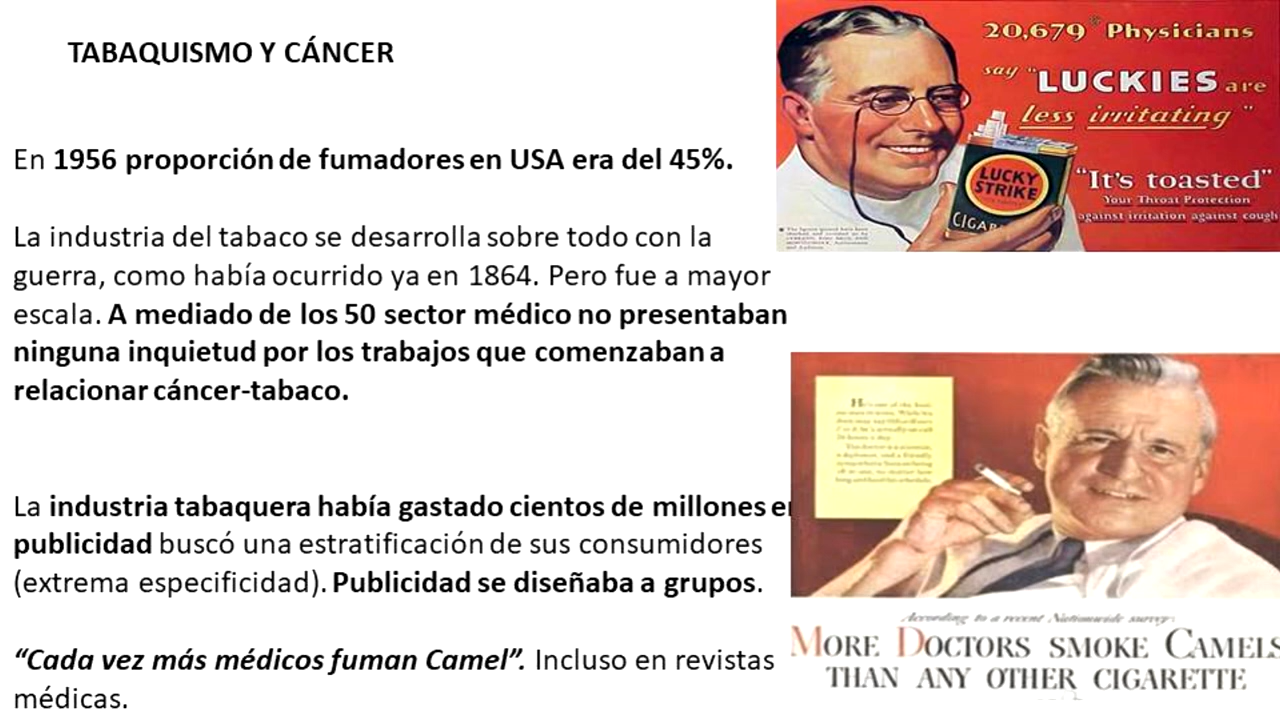 TABAQUISMO Y CÁNCER
En 1956 proporción de fumadores en USA era del 45%.
La industria del tabaco se desarrolla sobre todo con la
guerra, como había ocurrido ya en 1864. Pero fue a mayor
escala. A mediado de los 50 sector médico no presentaban
ninguna inquietud por los trabajos que comenzaban a
relacionar cáncer-tabaco.
La industria tabaquera había gastado cientos de millones en
publicidad buscó una estratificación de sus consumidores
(extrema especificidad). Publicidad se diseñaba a grupos.
“Cada vez más médicos fuman Camel”. Incluso en revistas
médicas.
20,679* Physicians
say "LUCKIES are
less irritating"
LUCKY
STRIKE
CIGAR
"It's toasted"
Your Throat Protection
against irritation against cough
According to a recent Nationwide survey:
MORE DOCTORS SMOKE CAMELS
THAN ANY OTHER CIGARETTE